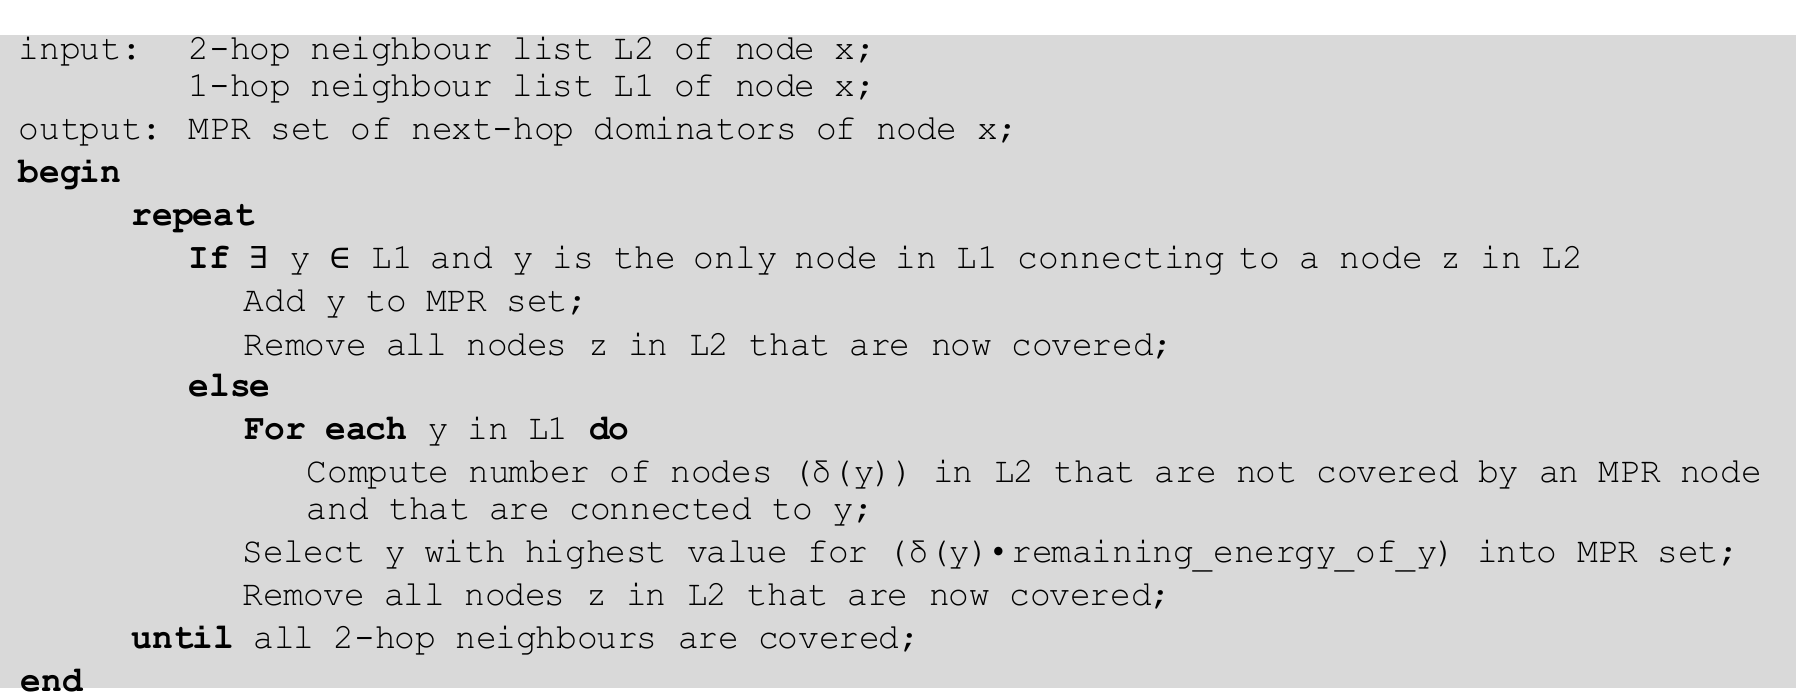 input: 2-hop neighbour list L2 of node x;
1-hop neighbour list L1 of node x;
output: MPR set of next-hop dominators of node x;
begin
repeat
If ∃ y ∈ L1 and y is the only node in L1 connecting to a node z in L2
Add y to MPR set;
Remove all nodes z in L2 that are now covered;
else
For each y in L1 do
Compute number of nodes (δ(y)) in L2 that are not covered by an MPR node
and that are connected to y;
Select y with highest value for (δ(y)•remaining_energy_of_y) into MPR set;
Remove all nodes z in L2 that are now covered;
until all 2-hop neighbours are covered;
end